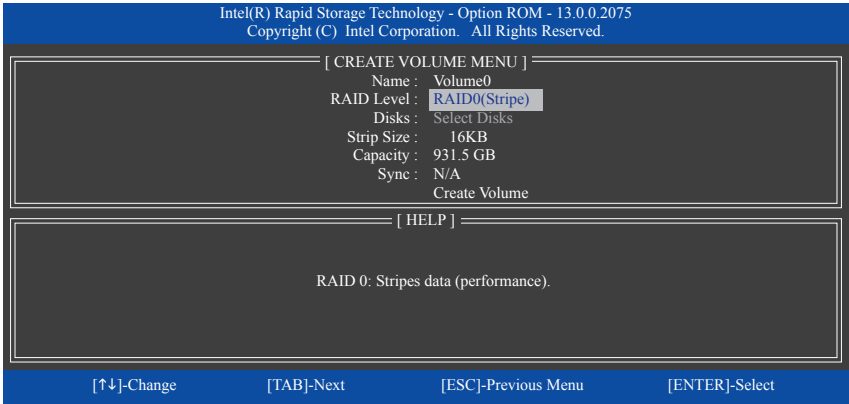 Intel(R) Rapid Storage Technology - Option ROM - 13.0.0.2075
Copyright (C) Intel Corporation. All Rights Reserved.
[ CREATE VOLUME MENU ]
Name : Volume0
RAID Level : RAID0(Stripe)
Disks : Select Disks
Strip Size : 16KB
Capacity : 931.5 GB
Sync : N/A
Create Volume
[ HELP ]
RAID 0: Stripes data (performance).
[↑↓]-Change [TAB]-Next [ESC]-Previous Menu [ENTER]-Select